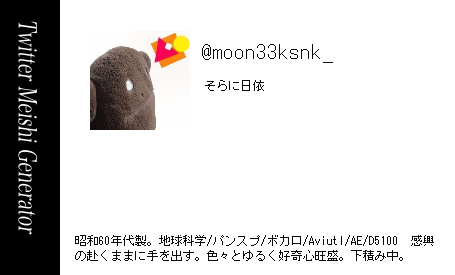 Twitter Meishi Generator
@moon33ksnk_
そらに日依
昭和60年代製。地球科学/パンスプ/ボカロ/Aviutl/AE/D5100　感興
の赴くままに手を出す。色々とゆるく好奇心旺盛。下積み中。